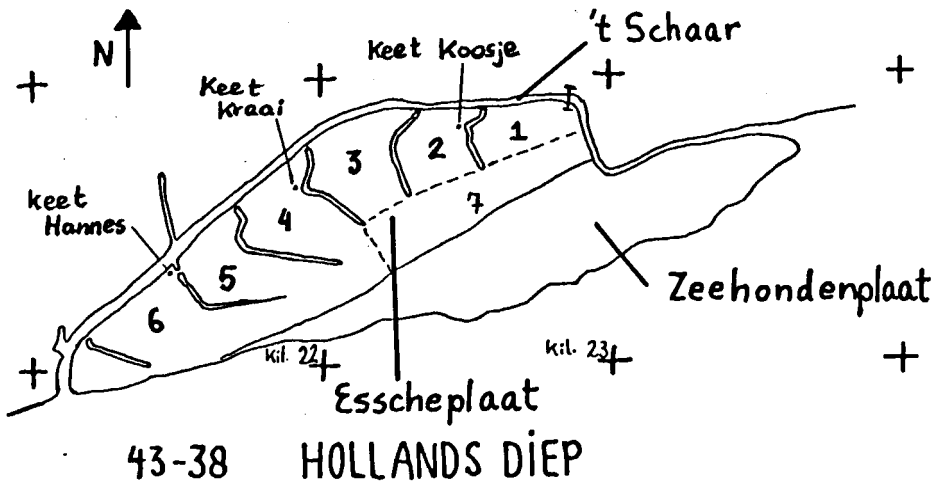 't Schaar
N
keet Koosje
Keet
Kraai
1
2
3
keet
Hannes
4
7
5
6
Zeehondenplaat
kil. 22
kil. 23
Esscheplaat
43-38 HOLLANDS DiEP